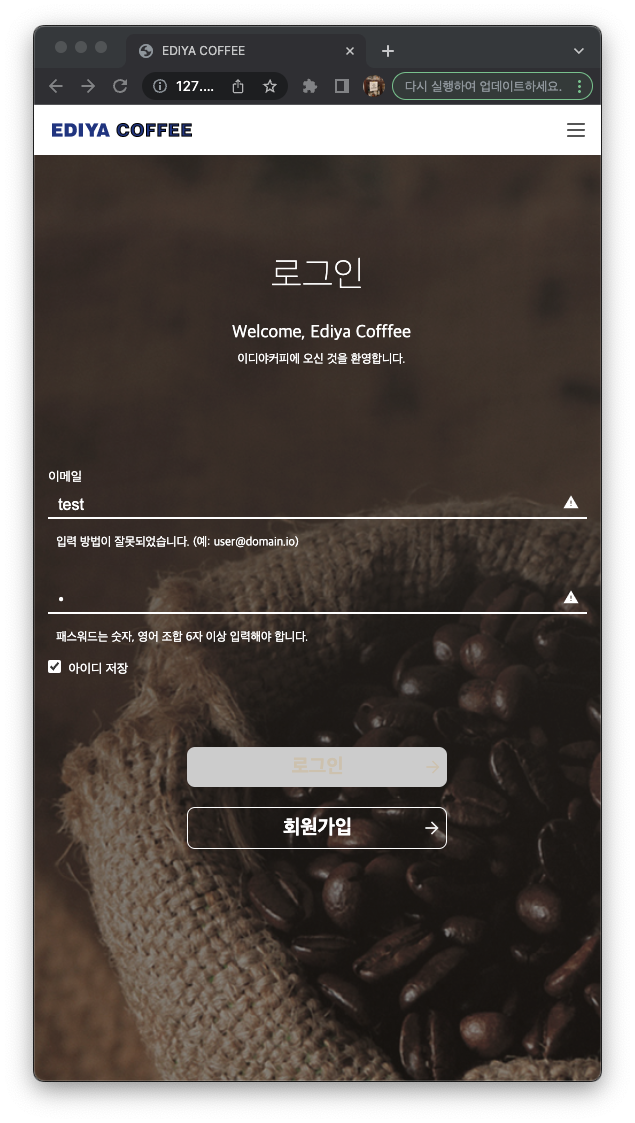 EDIYA COFFEE
127....
다시 실행하여 업데이트하세요.
EDIYA COFFEE
로그인
Welcome, Ediya Cofffee
이디야커피에 오신 것을 환영합니다.
이메일
test
입력 방법이 잘못되었습니다. (예: user@domain.io)
패스워드는 숫자, 영어 조합 6자 이상 입력해야 합니다.
아이디 저장
로그인
회원가입